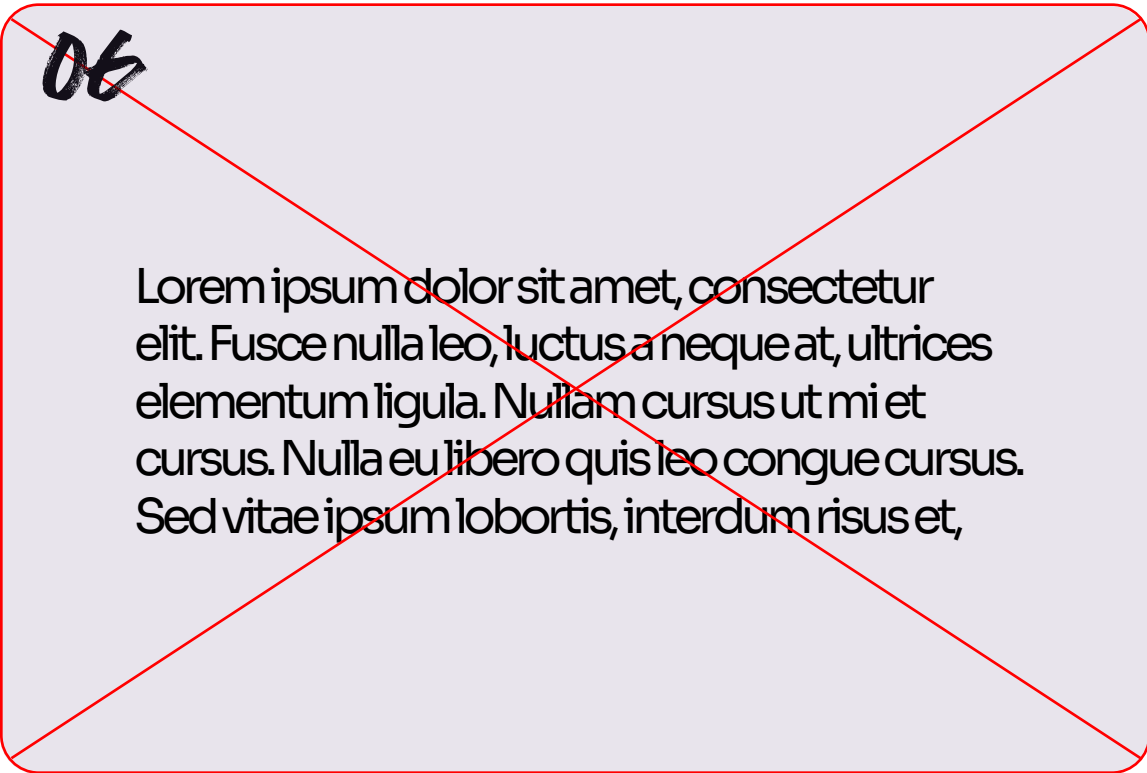 06
Lorem ipsum dolor sit amet, consectetur
elit. Fusce nulla leo, luctus a neque at, ultrices
elementum ligula. Nullam cursus ut mi et
cursus. Nulla eu libero quis leo congue cursus.
Sed vitae ipsum lobortis, interdum risus et,